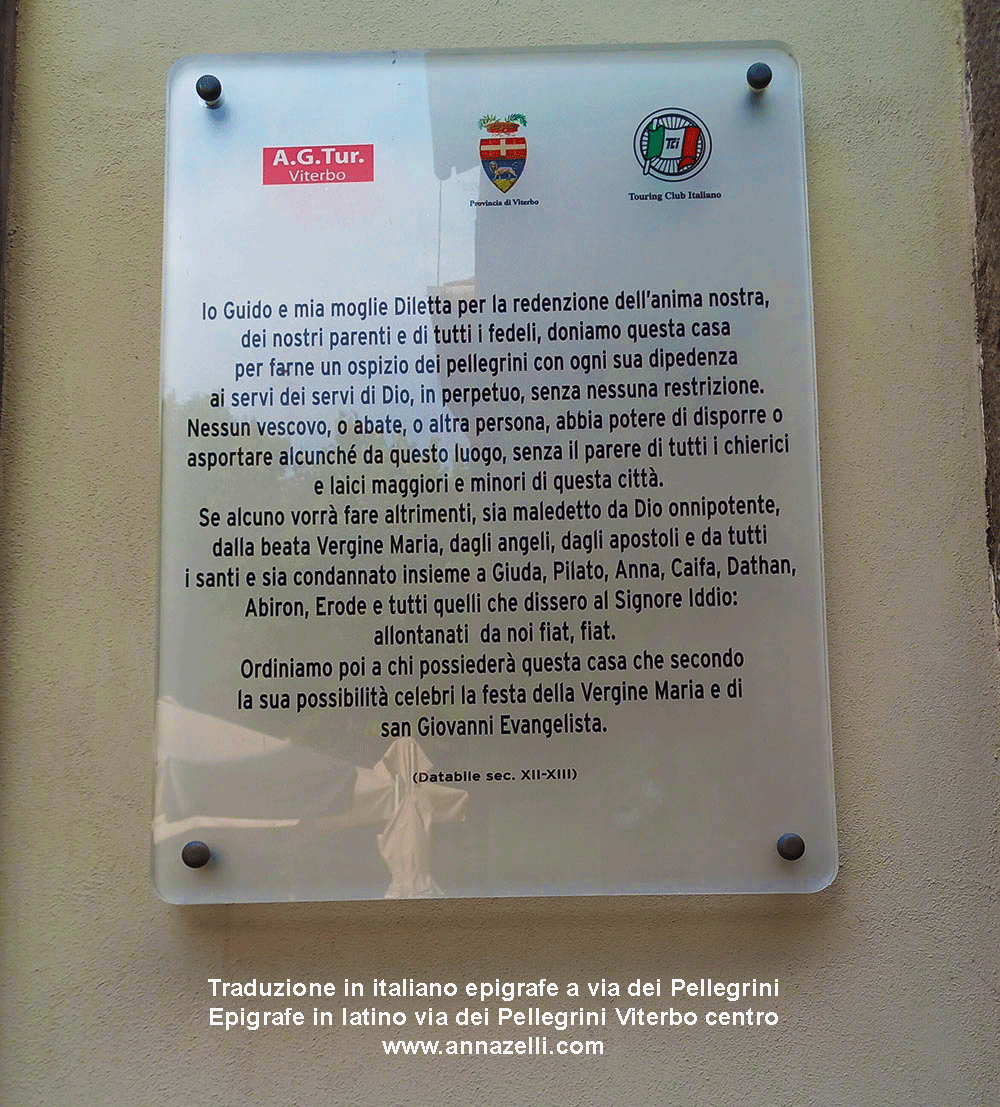 A.G.Tur.
Viterbo
Provincia di Viterbo
TCI
Touring Club Italiano
Io Guido e mia moglie Diletta per la redenzione dell'anima nostra,
dei nostri parenti e di tutti i fedeli, doniamo questa casa
per farne un ospizio dei pellegrini con ogni sua dipedenza
ai servi dei servi di Dio, in perpetuo, senza nessuna restrizione.
Nessun vescovo, o abate, o altra persona, abbia potere di disporre o
asportare alcunché da questo luogo, senza il parere di tutti i chierici
e laici maggiori e minori di questa città.
Se alcuno vorrà fare altrimenti, sia maledetto da Dio onnipotente,
dalla beata Vergine Maria, dagli angeli, dagli apostoli e da tutti
i santi e sia condannato insieme a Giuda, Pilato, Anna, Caifa, Dathan,
Abiron, Erode e tutti quelli che dissero al Signore Iddio:
allontanati da noi fiat, fiat.
Ordiniamo poi a chi possiederà questa casa che secondo
la sua possibilità celebri la festa della Vergine Maria e di
san Giovanni Evangelista.
(Databile sec. XII-XIII)
Traduzione in italiano epigrafe a via dei Pellegrini
Epigrafe in latino via dei Pellegrini Viterbo centro
www.annazelli.com